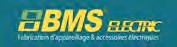 BMS ELECTRIC
Fabrication d'appareillage & accessoires électriques